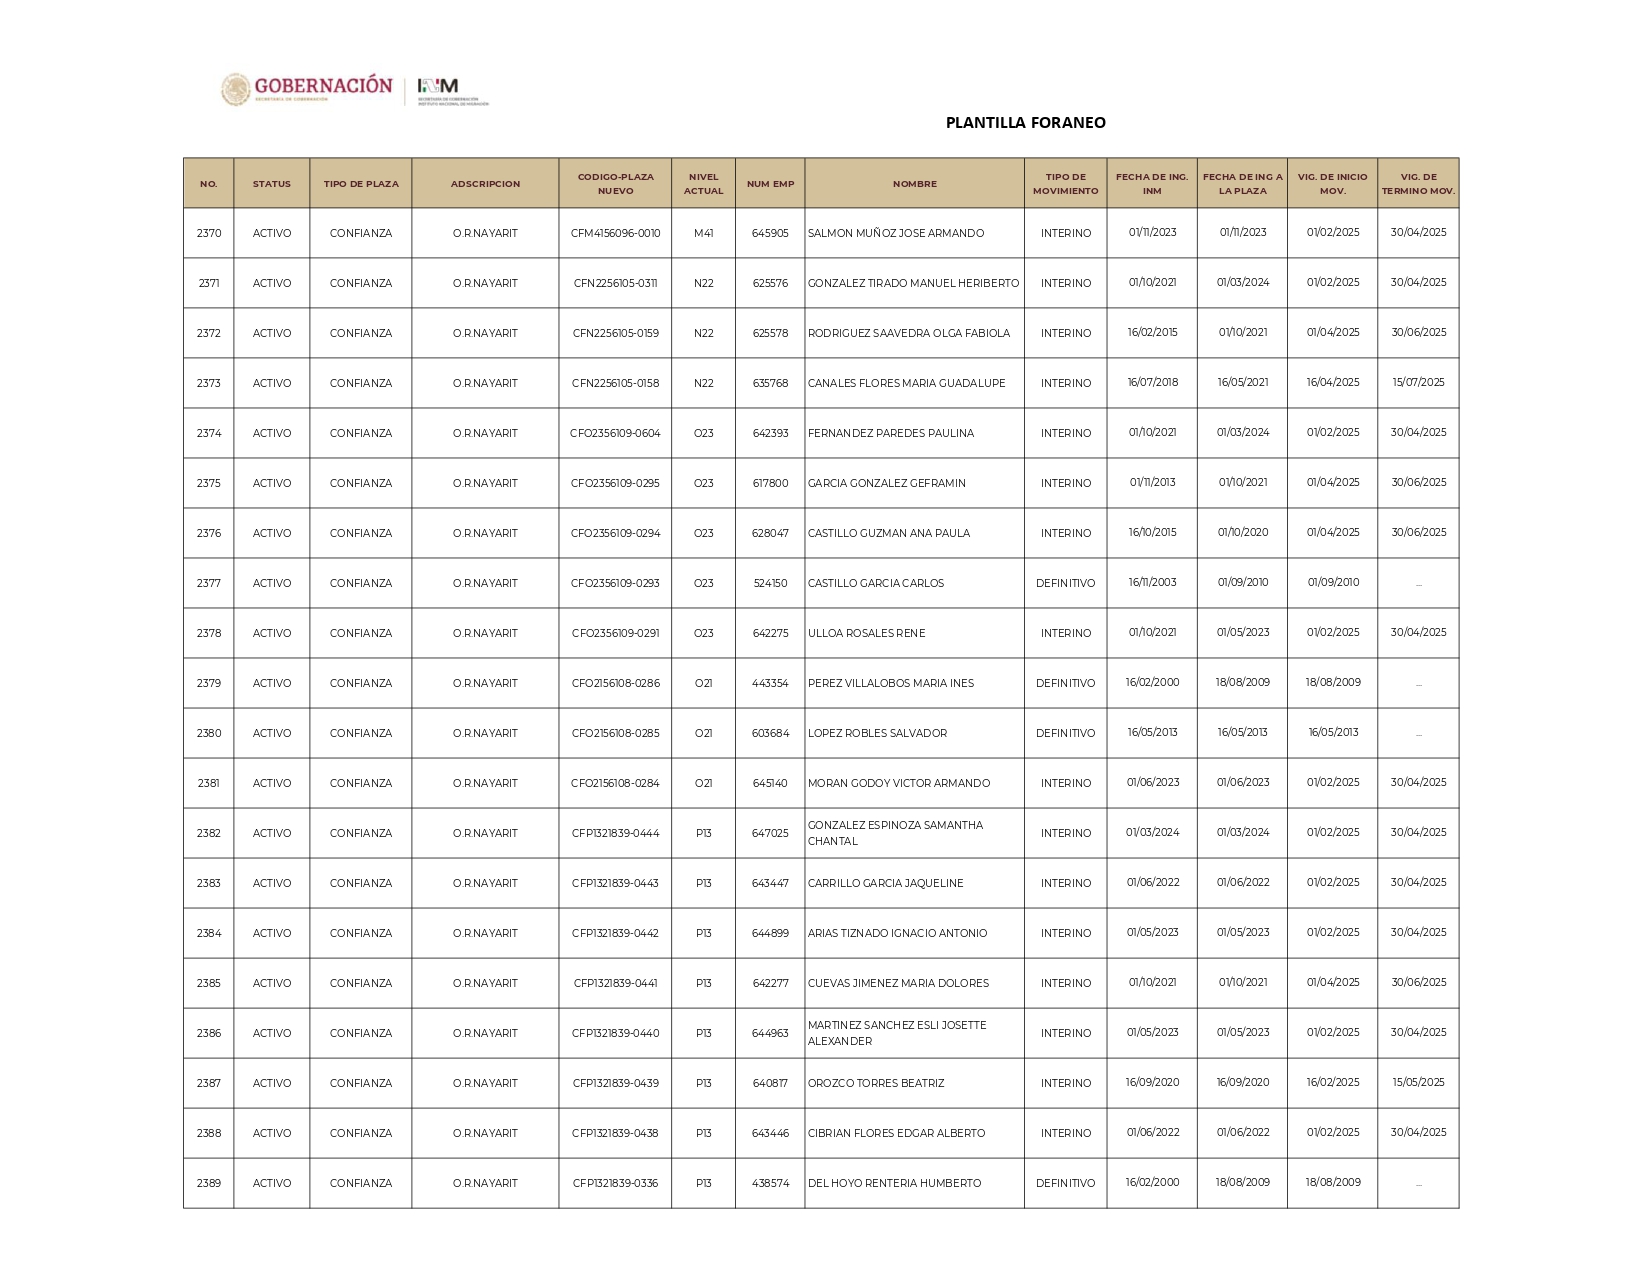 GOBERNACIÓN
SECRETARÍA DE GOBERNACIÓN
INM
SECRETARÍA DE GOBERNACIÓN
INSTITUTO NACIONAL DE MIGRACIÓN
PLANTILLA FORANEO
NO. STATUS TIPO DE PLAZA ADSCRIPCION CODIGO-PLAZA NUEVO NIVEL ACTUAL NUM EMP NOMBRE TIPO DE MOVIMIENTO FECHA DE ING. INM FECHA DE ING A LA PLAZA VIG. DE INICIO MOV. VIG. DE TERMINO MOV.
2370 ACTIVO CONFIANZA O.R.NAYARIT CFM4156096-0010 M41 645905 SALMON MUÑOZ JOSE ARMANDO INTERINO 01/11/2023 01/11/2023 01/02/2025 30/04/2025
2371 ACTIVO CONFIANZA O.R.NAYARIT CFN2256105-0311 N22 625576 GONZALEZ TIRADO MANUEL HERIBERTO INTERINO 01/10/2021 01/03/2024 01/02/2025 30/04/2025
2372 ACTIVO CONFIANZA O.R.NAYARIT CFN2256105-0159 N22 625578 RODRIGUEZ SAAVEDRA OLGA FABIOLA INTERINO 16/02/2015 01/10/2021 01/04/2025 30/06/2025
2373 ACTIVO CONFIANZA O.R.NAYARIT CFN2256105-0158 N22 635768 CANALES FLORES MARIA GUADALUPE INTERINO 16/07/2018 16/05/2021 16/04/2025 15/07/2025
2374 ACTIVO CONFIANZA O.R.NAYARIT CFO2356109-0604 O23 642393 FERNANDEZ PAREDES PAULINA INTERINO 01/10/2021 01/03/2024 01/02/2025 30/04/2025
2375 ACTIVO CONFIANZA O.R.NAYARIT CFO2356109-0295 O23 617800 GARCIA GONZALEZ GEFRAMIN INTERINO 01/11/2013 01/10/2021 01/04/2025 30/06/2025
2376 ACTIVO CONFIANZA O.R.NAYARIT CFO2356109-0294 O23 628047 CASTILLO GUZMAN ANA PAULA INTERINO 16/10/2015 01/10/2020 01/04/2025 30/06/2025
2377 ACTIVO CONFIANZA O.R.NAYARIT CFO2356109-0293 O23 524150 CASTILLO GARCIA CARLOS DEFINITIVO 16/11/2003 01/09/2010 01/09/2010 ...
2378 ACTIVO CONFIANZA O.R.NAYARIT CFO2356109-0291 O23 642275 ULLOA ROSALES RENE INTERINO 01/10/2021 01/05/2023 01/02/2025 30/04/2025
2379 ACTIVO CONFIANZA O.R.NAYARIT CFO2156108-0286 O21 443354 PEREZ VILLALOBOS MARIA INES DEFINITIVO 16/02/2000 18/08/2009 18/08/2009 ...
2380 ACTIVO CONFIANZA O.R.NAYARIT CFO2156108-0285 O21 603684 LOPEZ ROBLES SALVADOR DEFINITIVO 16/05/2013 16/05/2013 16/05/2013 ...
2381 ACTIVO CONFIANZA O.R.NAYARIT CFO2156108-0284 O21 645140 MORAN GODOY VICTOR ARMANDO INTERINO 01/06/2023 01/06/2023 01/02/2025 30/04/2025
2382 ACTIVO CONFIANZA O.R.NAYARIT CFP1321839-0444 P13 647025 GONZALEZ ESPINOZA SAMANTHA CHANTAL INTERINO 01/03/2024 01/03/2024 01/02/2025 30/04/2025
2383 ACTIVO CONFIANZA O.R.NAYARIT CFP1321839-0443 P13 643447 CARRILLO GARCIA JAQUELINE INTERINO 01/06/2022 01/06/2022 01/02/2025 30/04/2025
2384 ACTIVO CONFIANZA O.R.NAYARIT CFP1321839-0442 P13 644899 ARIAS TIZNADO IGNACIO ANTONIO INTERINO 01/05/2023 01/05/2023 01/02/2025 30/04/2025
2385 ACTIVO CONFIANZA O.R.NAYARIT CFP1321839-0441 P13 642277 CUEVAS JIMENEZ MARIA DOLORES INTERINO 01/10/2021 01/10/2021 01/04/2025 30/06/2025
2386 ACTIVO CONFIANZA O.R.NAYARIT CFP1321839-0440 P13 644963 MARTINEZ SANCHEZ ESLI JOSETTE ALEXANDER INTERINO 01/05/2023 01/05/2023 01/02/2025 30/04/2025
2387 ACTIVO CONFIANZA O.R.NAYARIT CFP1321839-0439 P13 640817 OROZCO TORRES BEATRIZ INTERINO 16/09/2020 16/09/2020 16/02/2025 15/05/2025
2388 ACTIVO CONFIANZA O.R.NAYARIT CFP1321839-0438 P13 643446 CIBRIAN FLORES EDGAR ALBERTO INTERINO 01/06/2022 01/06/2022 01/02/2025 30/04/2025
2389 ACTIVO CONFIANZA O.R.NAYARIT CFP1321839-0336 P13 438574 DEL HOYO RENTERIA HUMBERTO DEFINITIVO 16/02/2000 18/08/2009 18/08/2009 ...